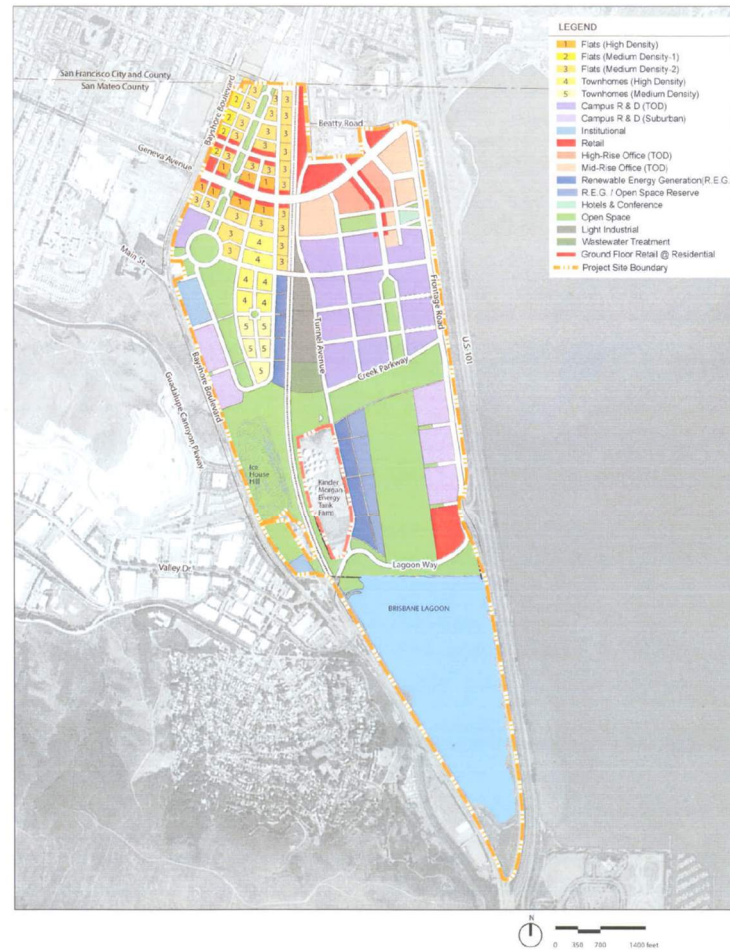 LEGEND
1 Flats (High Density)
2 Flats (Medium Density-1)
3 Flats (Medium Density-2)
4 Townhomes (High Density)
5 Townhomes (Medium Density)
Campus R & D (TOD)
Campus R & D (Suburban)
Institutional
Retail
High-Rise Office (TOD)
Mid-Rise Office (TOD)
Renewable Energy Generation(R.E.G.
R.E.G. / Open Space Reserve
Hotels & Conference
Open Space
Light Industrial
Wastewater Treatment
Ground Floor Retail @ Residential
Project Site Boundary
San Francisco City and County
San Mateo County
Bayshore Boulevard
Beatty Road
Geneva Avenue
Main St.
Frontage Road
U.S. 101
Tunnel Avenue
Creek Parkway
Bayshore Boulevard
Guadalupe Cannyon Pkway
Ice
House
Hill
Kinder
Morgan
Energy
Tank
Farm
Valley Dr.
Lagoon Way
BRISBANE LAGOON
N
0 350 700 1400 feet